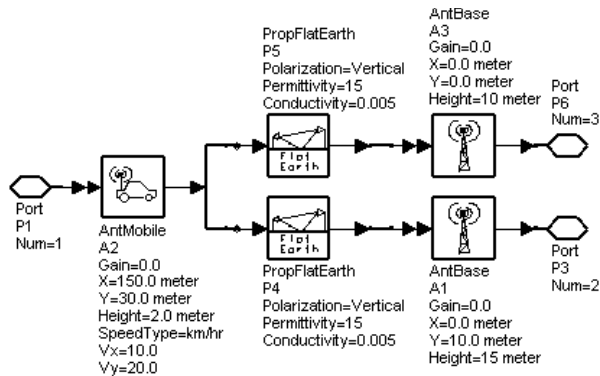 PropFlatEarth
P5
Polarization=Vertical
Permittivity=15
Conductivity=0.005
AntBase
A3
Gain=0.0
X=0.0 meter
Y=0.0 meter
Height=10 meter
Port
P6
Num=3
Flat
Earth
Port
P1
Num=1
AntMobile
A2
Gain=0.0
X=150.0 meter
Y=30.0 meter
Height=2.0 meter
SpeedType=km/hr
Vx=10.0
Vy=20.0
Flat
Earth
PropFlatEarth
P4
Polarization=Vertical
Permittivity=15
Conductivity=0.005
AntBase
A1
Gain=0.0
X=0.0 meter
Y=10.0 meter
Height=15 meter
Port
P3
Num=2